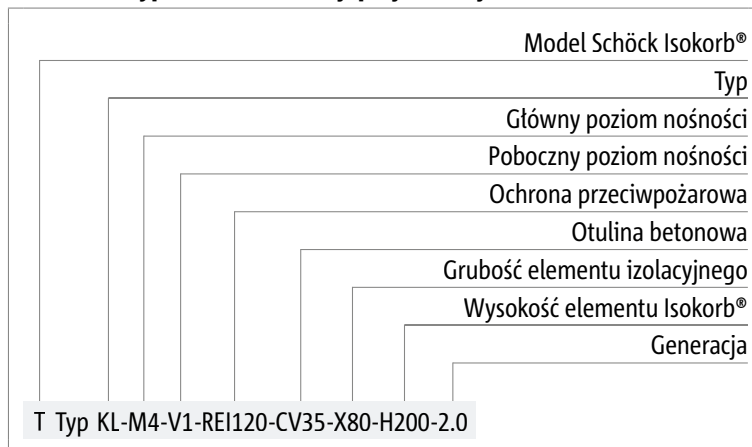 Model Schöck Isokorb®
Typ
Główny poziom nośności
Poboczny poziom nośności
Ochrona przeciwpożarowa
Otulina betonowa
Grubość elementu izolacyjnego
Wysokość elementu Isokorb®
Generacja
T Typ KL-M4-V1-REI120-CV35-X80-H200-2.0